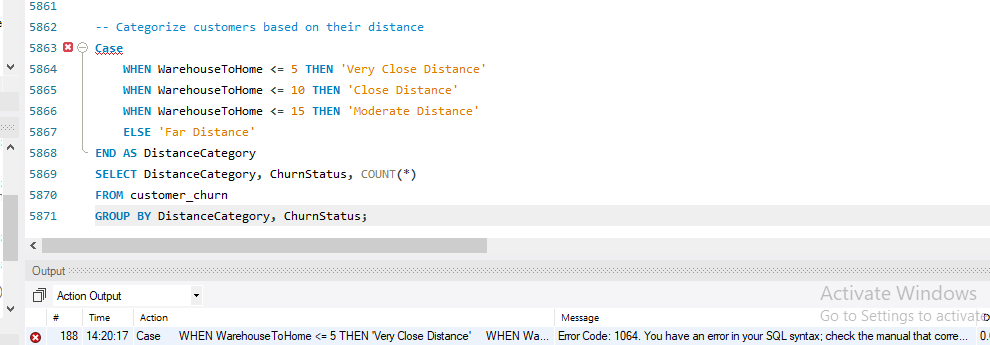 5861
5862 -- Categorize customers based on their distance
5863 Case
5864 WHEN WarehouseToHome <= 5 THEN 'Very Close Distance'
5865 WHEN WarehouseToHome <= 10 THEN 'Close Distance'
5866 WHEN WarehouseToHome <= 15 THEN 'Moderate Distance'
5867 ELSE 'Far Distance'
5868 END AS DistanceCategory
5869 SELECT DistanceCategory, ChurnStatus, COUNT(*)
5870 FROM customer_churn
5871 GROUP BY DistanceCategory, ChurnStatus;
Output
Action Output
Activate Windows
# Time Action Message
Go to Settings to activate
188 14:20:17 Case WHEN WarehouseToHome <= 5 THEN 'Very Close Distance' WHEN Wa... Error Code: 1064. You have an error in your SQL syntax; check the manual that corre...